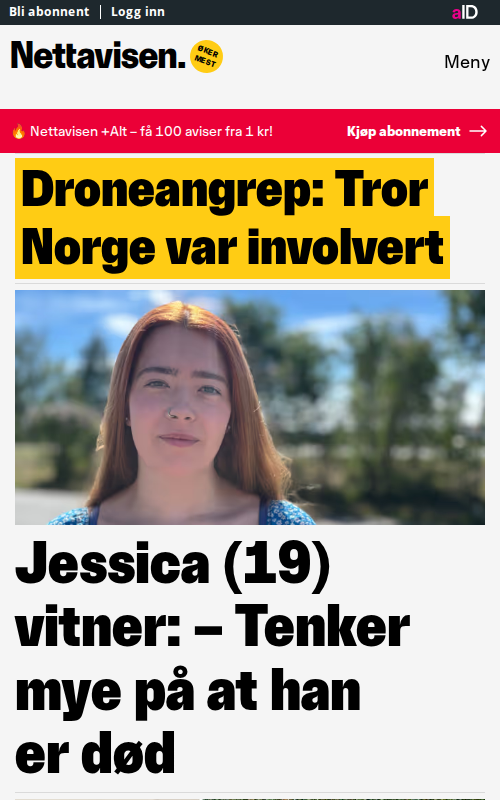 Bli abonnent | Logg inn
aID
Nettavisen.
ØKER
MEST
Meny
🔥 Nettavisen +Alt – få 100 aviser fra 1 kr!
Kjøp abonnement →
Droneangrep: Tror
Norge var involvert
Jessica (19)
vitner: – Tenker
mye på at han
er død